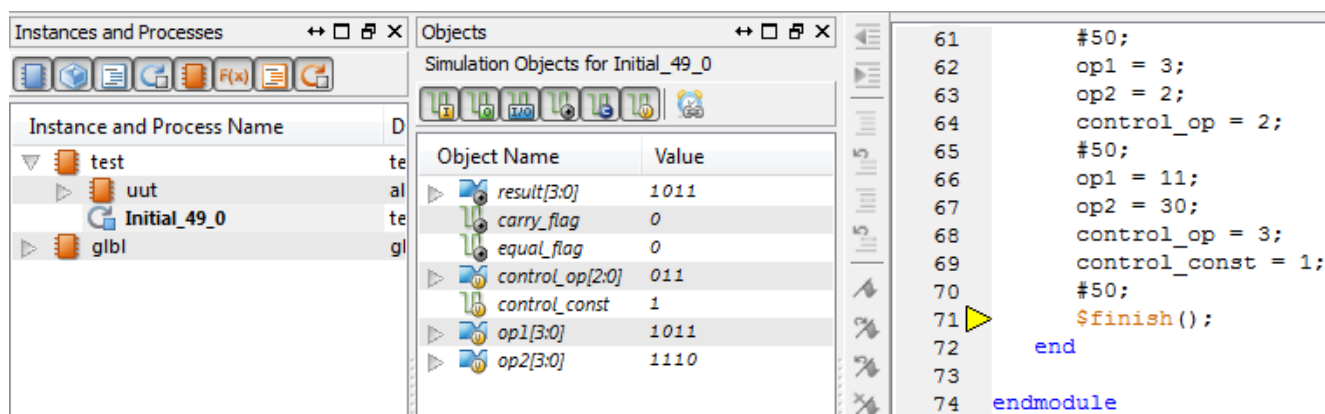 Instances and Processes
F(x)
Instance and Process Name D
test te
uut al
Initial_49_0 te
glbl gl
Objects
Simulation Objects for Initial_49_0
I O I/O C U
Object Name Value
result[3:0] 1011
carry_flag 0
equal_flag 0
control_op[2:0] 011
control_const 1
op1[3:0] 1011
op2[3:0] 1110
61 #50;
62 op1 = 3;
63 op2 = 2;
64 control_op = 2;
65 #50;
66 op1 = 11;
67 op2 = 30;
68 control_op = 3;
69 control_const = 1;
70 #50;
71 $finish();
72 end
73
74 endmodule